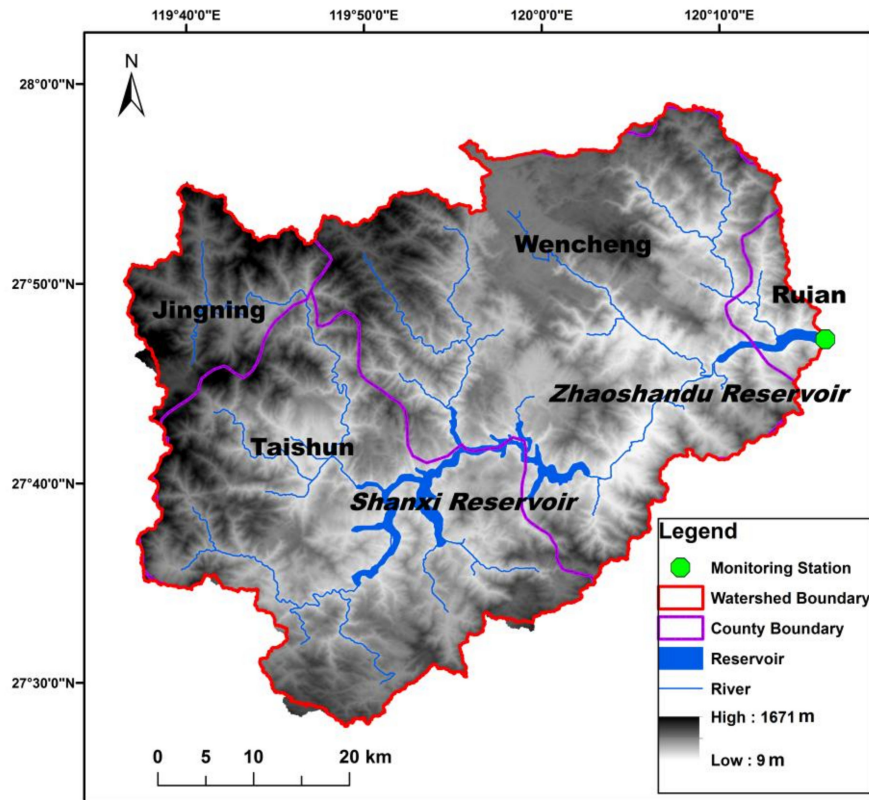 119°40'0"E 119°50'0"E 120°0'0"E 120°10'0"E
N
28°0'0"N
Wencheng
27°50'0"N
Ruian
Jingning
Zhaoshandu Reservoir
Taishun
27°40'0"N
Shanxi Reservoir
Legend
Monitoring Station
Watershed Boundary
County Boundary
Reservoir
27°30'0"N
River
High : 1671 m
Low : 9 m
0 5 10 20 km